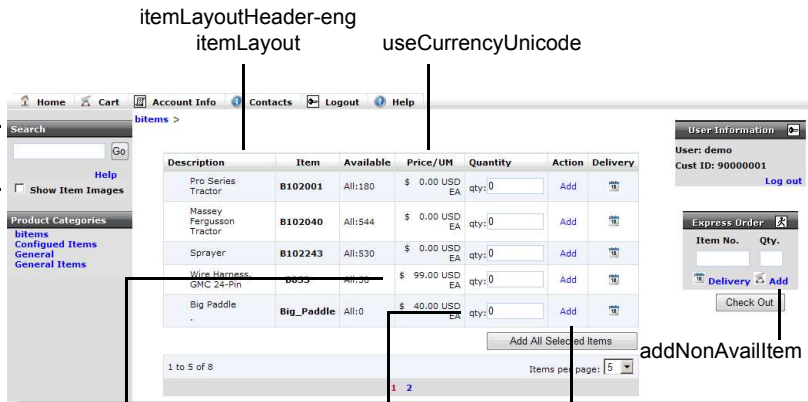 itemLayoutHeader-eng
itemLayout
useCurrencyUnicode
Home Cart Account Info Contacts Logout Help
Search
Go
Help
Show Item Images
Product Categories
bitems
Configued Items
General
General Items
bitems >
Description Item Available Price/UM Quantity Action Delivery
Pro Series
Tractor
B102001 All:180 $ 0.00 USD
EA
qty: 0 Add
Massey
Fergusson
Tractor
B102040 All:544 $ 0.00 USD
EA
qty: 0 Add
Sprayer B102243 All:530 $ 0.00 USD
EA
qty: 0 Add
Wire Harness,
GMC 24-Pin
$ 99.00 USD
EA
qty: 0 Add
Big Paddle
.
Big_Paddle All:0 $ 40.00 USD
EA
qty: 0 Add
Add All Selected Items
1 to 5 of 8 Items per page: 5
1 2
User Information
User: demo
Cust ID: 90000001
Log out
Express Order
Item No. Qty.
Delivery Add
Check Out
addNonAvailItem